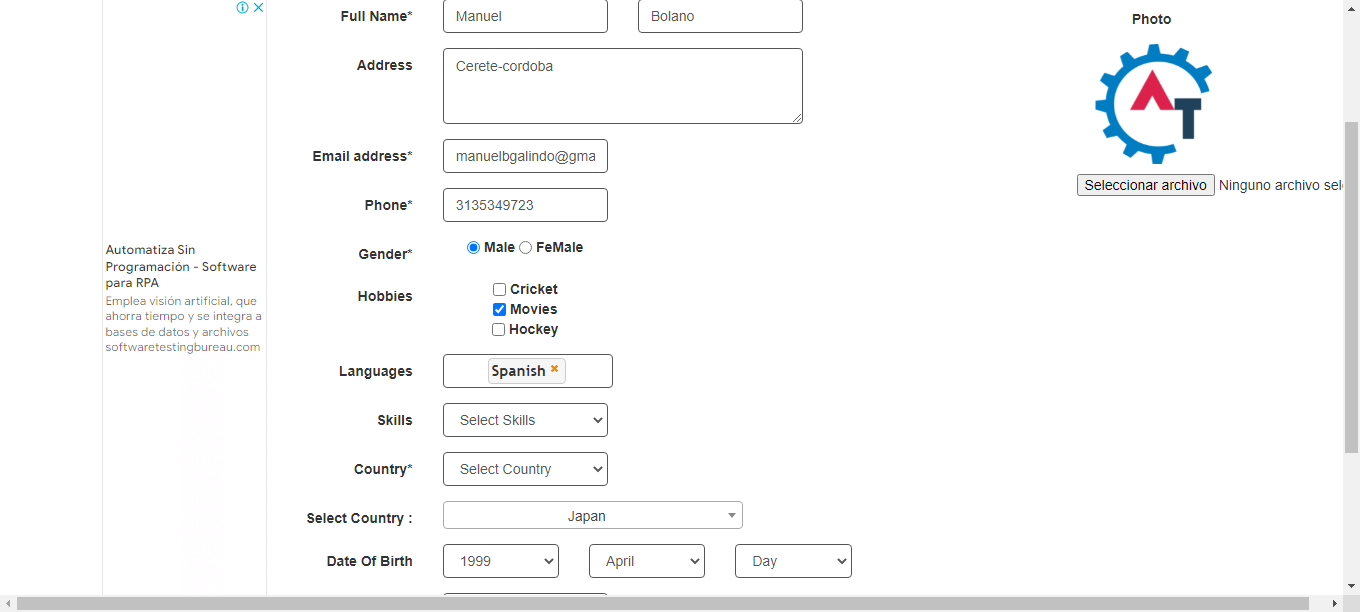 Full Name* Manuel Bolano
Photo
Address Cerete-cordoba
AT
Email address* manuelbgalindo@gma
Phone* 3135349723
Seleccionar archivo Ninguno archivo sel
Gender* Male FeMale
Automatiza Sin
Programación - Software
para RPA
Emplea visión artificial, que
ahorra tiempo y se integra a
bases de datos y archivos
softwaretestingbureau.com
Hobbies Cricket
Movies
Hockey
Languages Spanish
Skills Select Skills
Country* Select Country
Select Country : Japan
Date Of Birth 1999 April Day